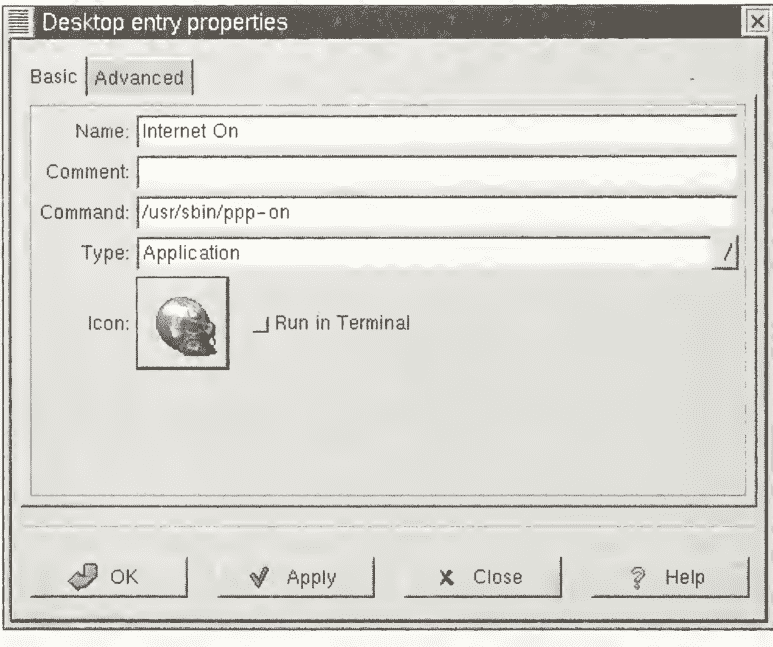 Desktop entry properties
Basic Advanced
Name: Internet On
Comment:
Command: /usr/sbin/ppp-on
Type: Application
Icon: Run in Terminal
OK Apply Close Help